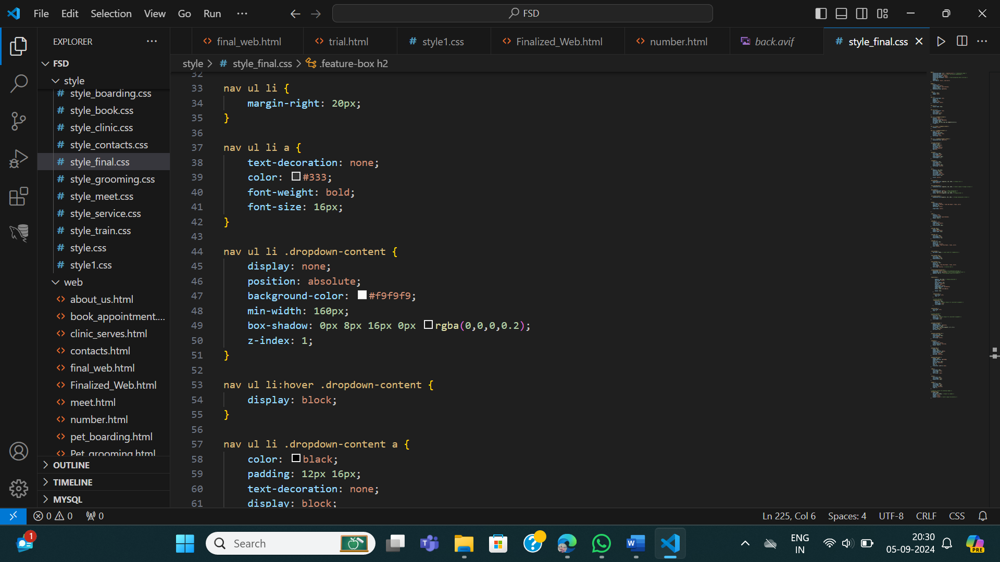 File Edit Selection View Go Run ···
FSD
EXPLORER
final_web.html
trial.html
# style1.css
Finalized_Web.html
number.html
back.avif
# style_final.css
FSD
style > # style_final.css > .feature-box h2
style
# style_boarding.css
# style_book.css
# style_clinic.css
# style_contacts.css
# style_final.css
# style_grooming.css
# style_meet.css
# style_service.css
# style_train.css
# style.css
# style1.css
web
<> about_us.html
<> book_appointment....
<> clinic_serves.html
<> contacts.html
<> final_web.html
<> Finalized_Web.html
<> meet.html
<> number.html
<> pet_boarding.html
<> Pet_grooming.html
OUTLINE
TIMELINE
MYSQL
32
33 nav ul li {
34 margin-right: 20px;
35 }
36
37 nav ul li a {
38 text-decoration: none;
39 color: #333;
40 font-weight: bold;
41 font-size: 16px;
42 }
43
44 nav ul li .dropdown-content {
45 display: none;
46 position: absolute;
47 background-color: #f9f9f9;
48 min-width: 160px;
49 box-shadow: 0px 8px 16px 0px rgba(0,0,0,0.2);
50 z-index: 1;
51 }
52
53 nav ul li:hover .dropdown-content {
54 display: block;
55 }
56
57 nav ul li .dropdown-content a {
58 color: black;
59 padding: 12px 16px;
60 text-decoration: none;
61 display: block;
0 0 0
Ln 225, Col 6 Spaces: 4 UTF-8 CRLF CSS
1
Search
ENG
IN
20:30
05-09-2024
PRE